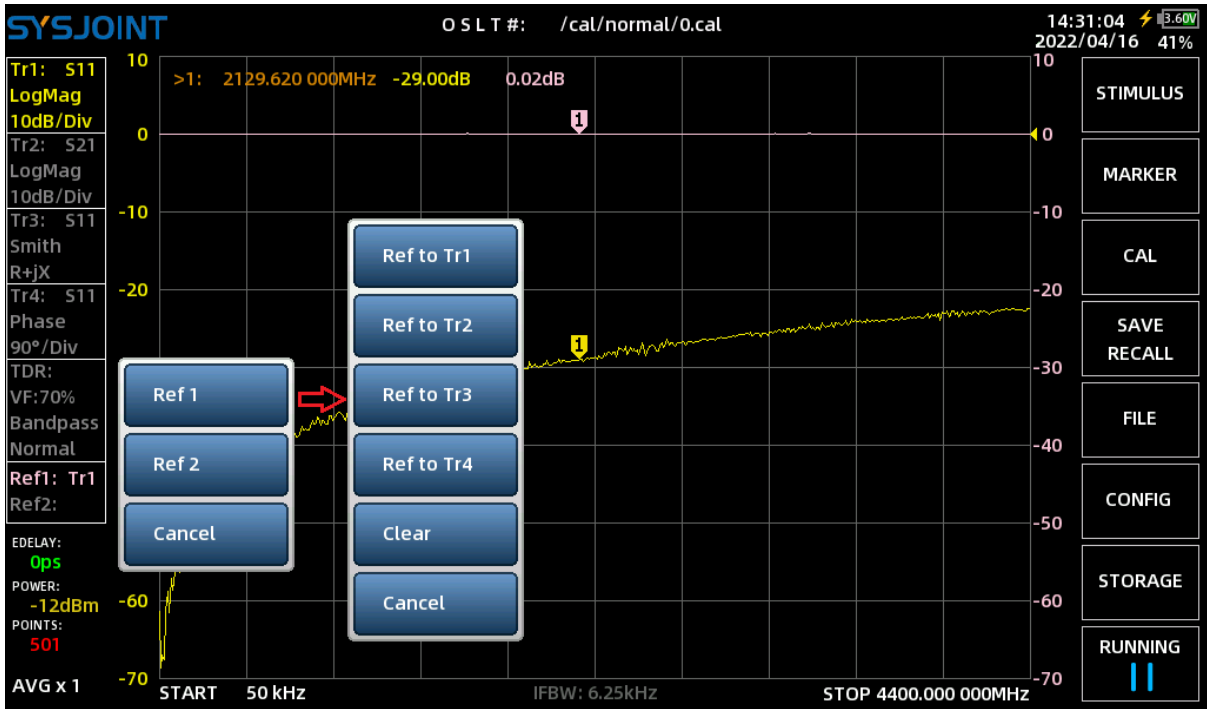 SYSJOINT
O S L T #: /cal/normal/0.cal
14:31:04 3.60V
2022/04/16 41%
Tr1: S11
LogMag
10dB/Div
Tr2: S21
LogMag
10dB/Div
Tr3: S11
Smith
R+jX
Tr4: S11
Phase
90°/Div
TDR:
VF:70%
Bandpass
Normal
Ref1: Tr1
Ref2:
EDELAY:
0ps
POWER:
-12dBm
POINTS:
501
AVG x 1
10
0
-10
-20
-60
-70
>1: 2129.620 000MHz -29.00dB 0.02dB
1
1
Ref 1
Ref 2
Cancel
Ref to Tr1
Ref to Tr2
Ref to Tr3
Ref to Tr4
Clear
Cancel
10
0
-10
-20
-30
-40
-50
-60
-70
START 50 kHz
IFBW: 6.25kHz
STOP 4400.000 000MHz
STIMULUS
MARKER
CAL
SAVE
RECALL
FILE
CONFIG
STORAGE
RUNNING